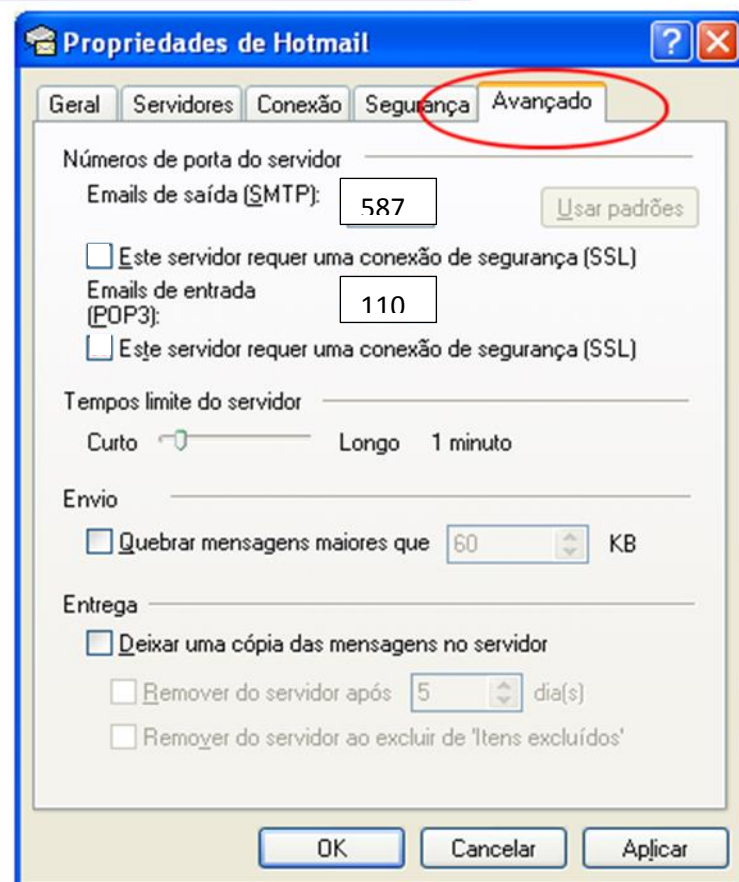 Propriedades de Hotmail
Geral Servidores Conexão Segurança Avançado
Números de porta do servidor
Emails de saída (SMTP): 587 Usar padrões
Este servidor requer uma conexão de segurança (SSL)
Emails de entrada
(POP3): 110
Este servidor requer uma conexão de segurança (SSL)
Tempos limite do servidor
Curto Longo 1 minuto
Envio
Quebrar mensagens maiores que 60 KB
Entrega
Deixar uma cópia das mensagens no servidor
Remover do servidor após 5 dia(s)
Remover do servidor ao excluir de 'Itens excluídos'
OK Cancelar Aplicar